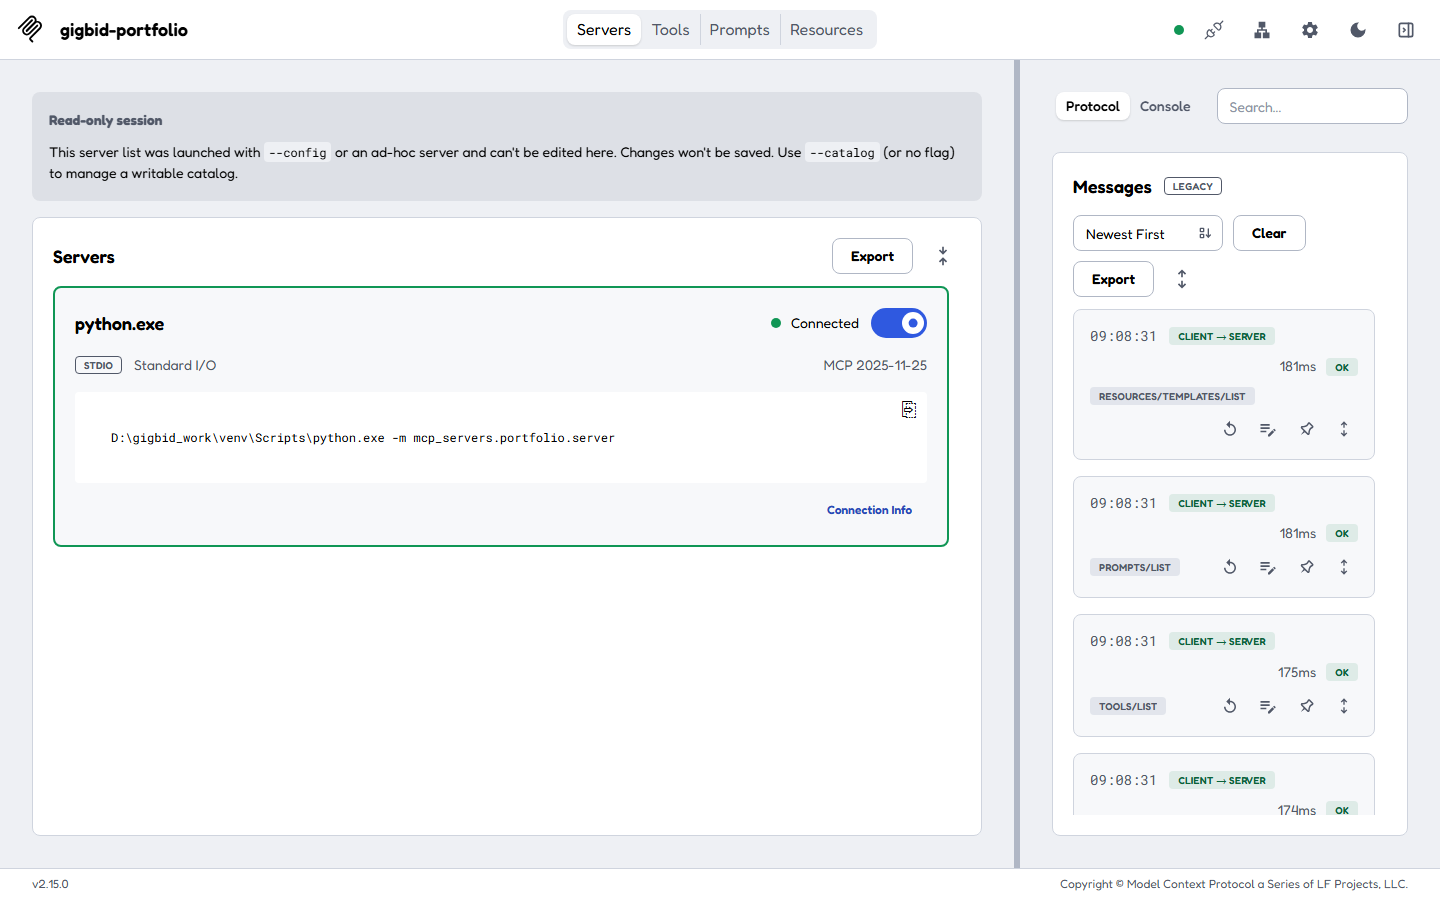 gigbid-portfolio
Servers
Tools
Prompts
Resources
Read-only session
This server list was launched with --config or an ad-hoc server and can't be edited here. Changes won't be saved. Use --catalog (or no flag)
to manage a writable catalog.
Servers
Export
python.exe
Connected
STDIO
Standard I/O
MCP 2025-11-25
D:\gigbid_work\venv\Scripts\python.exe -m mcp_servers.portfolio.server
Connection Info
Protocol
Console
Search...
Messages
LEGACY
Newest First
Clear
Export
09:08:31
CLIENT → SERVER
181ms
OK
RESOURCES/TEMPLATES/LIST
09:08:31
CLIENT → SERVER
181ms
OK
PROMPTS/LIST
09:08:31
CLIENT → SERVER
175ms
OK
TOOLS/LIST
09:08:31
CLIENT → SERVER
174ms
OK
v2.15.0
Copyright © Model Context Protocol a Series of LF Projects, LLC.